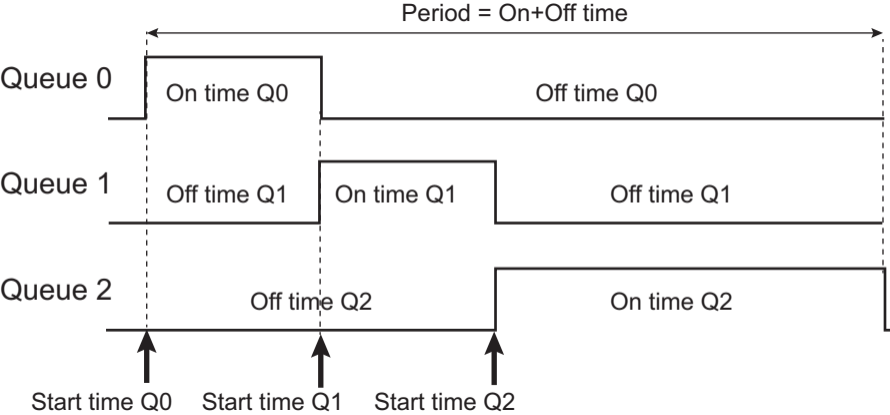 Period = On+Off time
Queue 0
On time Q0
Off time Q0
Queue 1
Off time Q1
On time Q1
Off time Q1
Queue 2
Off time Q2
On time Q2
Start time Q0
Start time Q1
Start time Q2